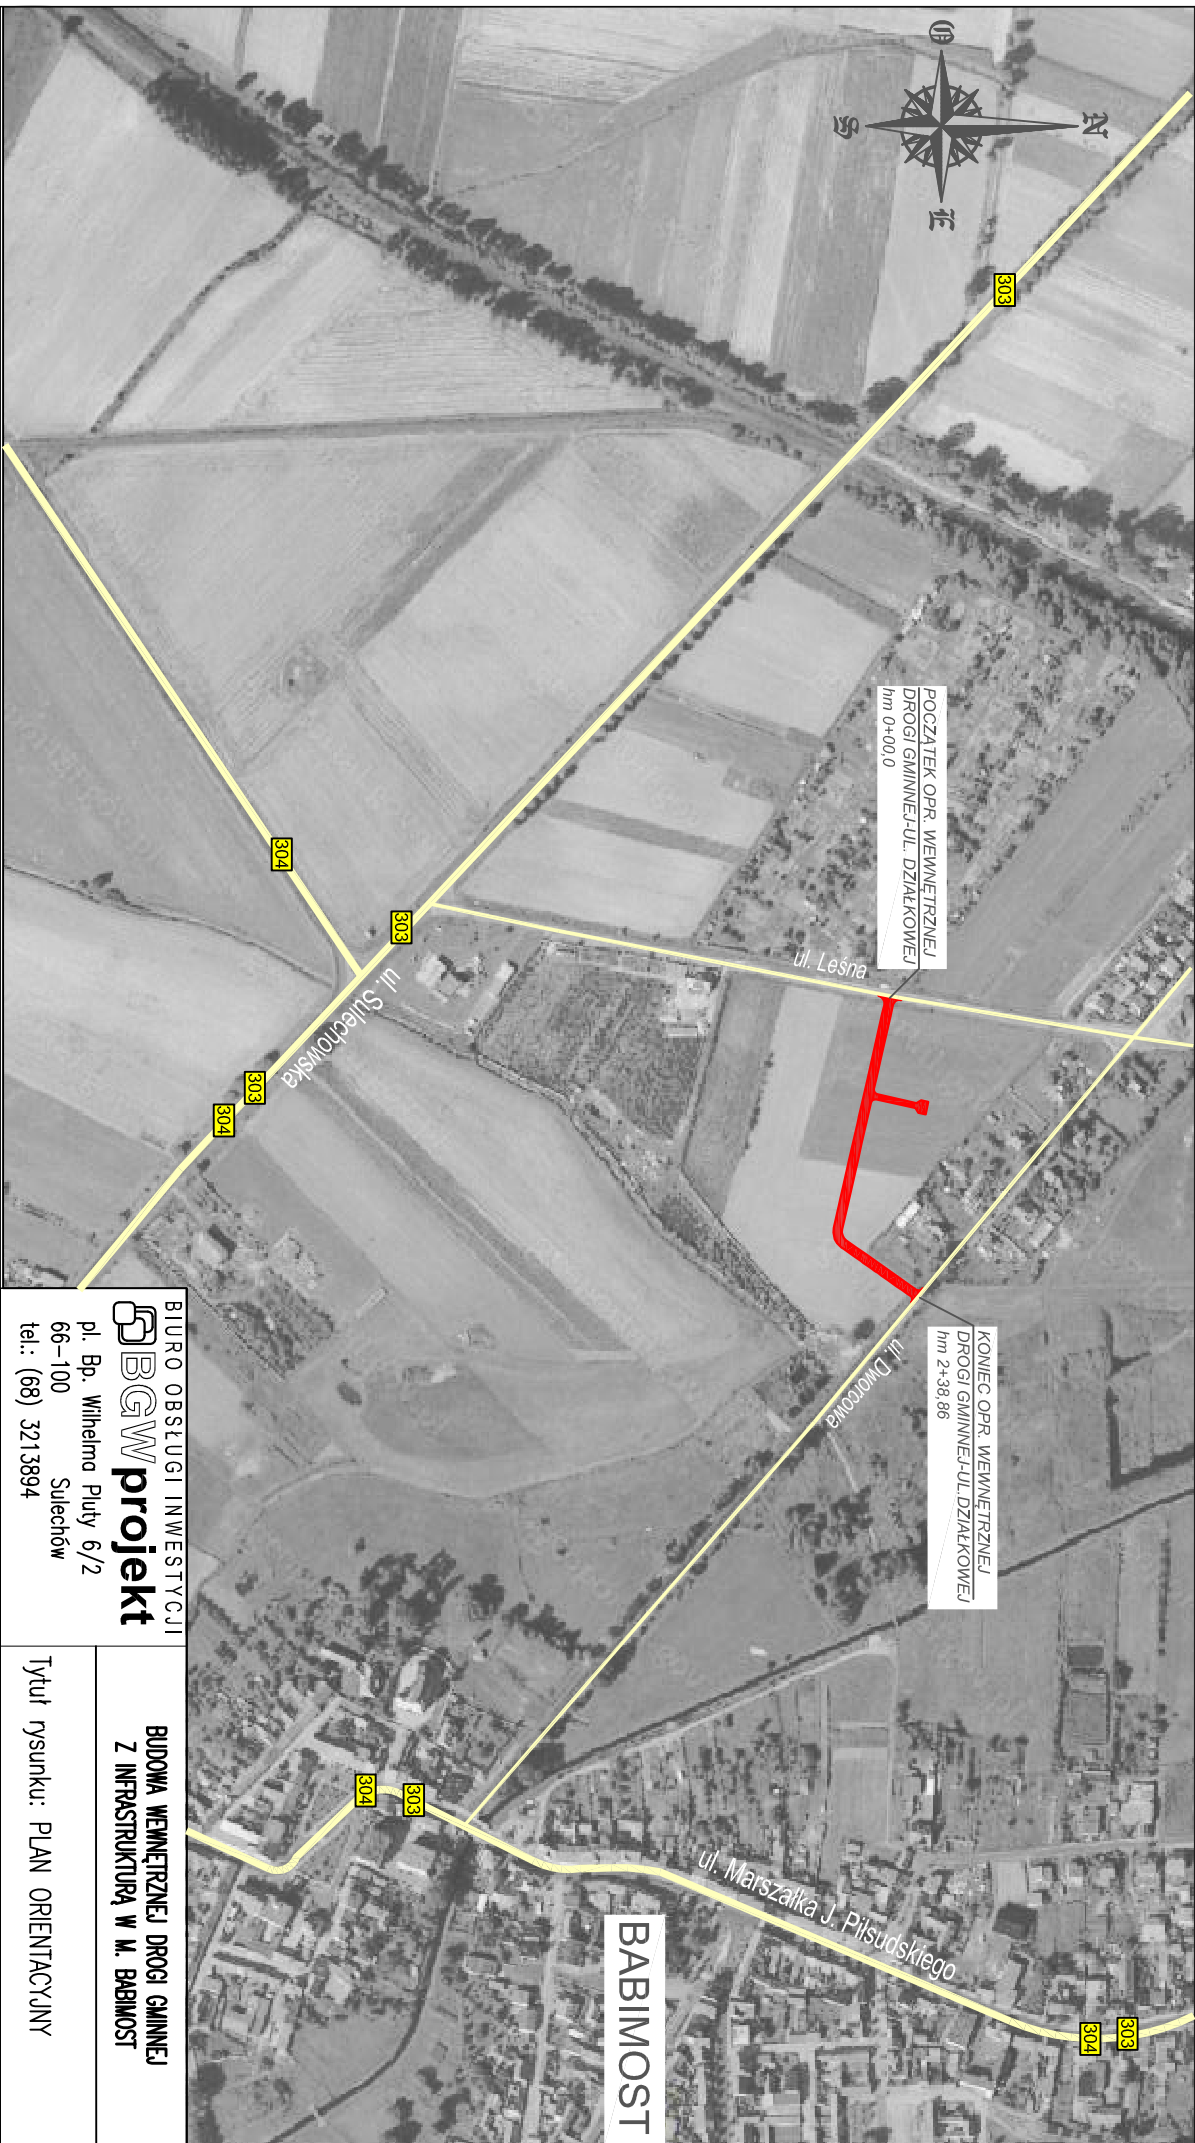 N
O
E
S
303
POCZĄTEK OPR. WEWNĘTRZNEJ
DROGI GMINNEJ-UL. DZIAŁKOWEJ
hm 0+00,0
ul. Leśna
304
303
ul. Sulechowska
303
304
KONIEC OPR. WEWNĘTRZNEJ
DROGI GMINNEJ-UL.DZIAŁKOWEJ
hm 2+38,86
ul. Dworcowa
303
304
ul. Marszałka J. Piłsudskiego
303
304
BABIMOST
BIURO OBSŁUGI INWESTYCJI
BGW projekt
pl. Bp. Wilhelma Pluty 6/2
66-100 Sulechów
tel.: (68) 3213894
BUDOWA WEWNĘTRZNEJ DROGI GMINNEJ
Z INFRASTRUKTURĄ W M. BABIMOST
Tytuł rysunku: PLAN ORIENTACYJNY